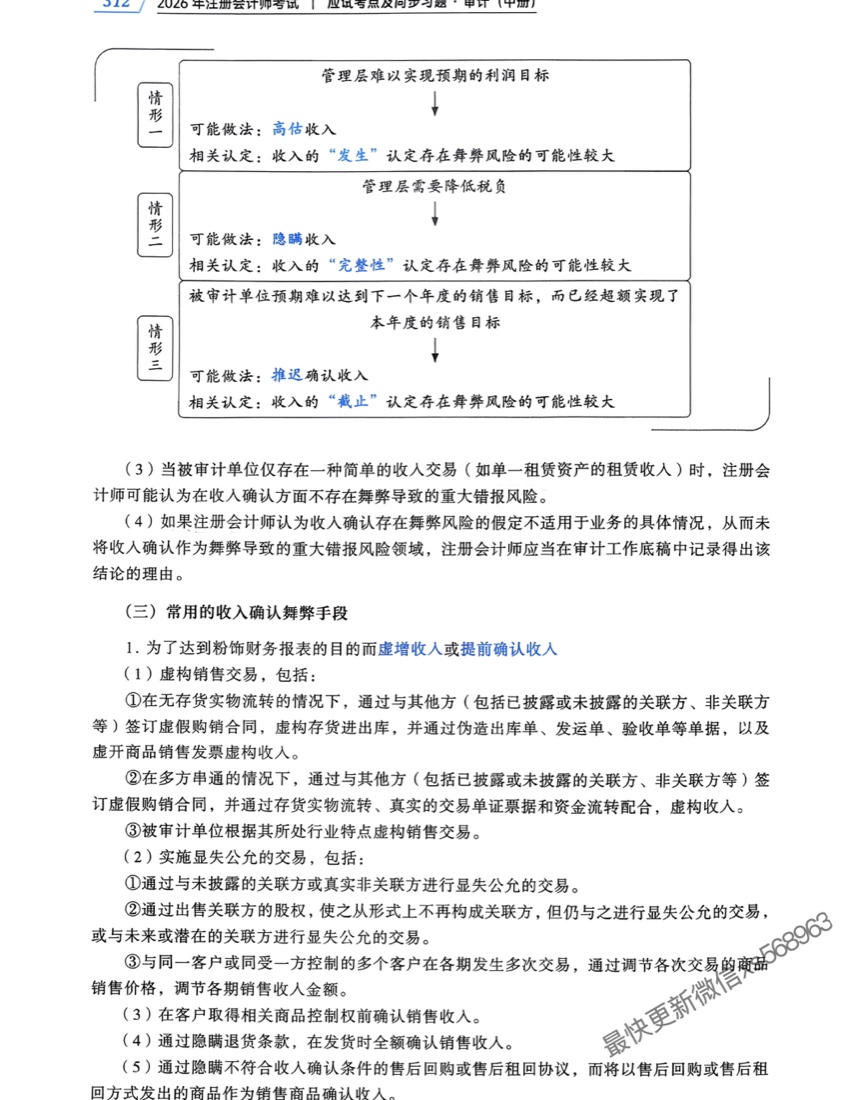 312 2026年注册会计师考试 | 应试考点及同步习题·审计（中册）
管理层难以实现预期的利润目标
情形一
可能做法：高估收入
相关认定：收入的“发生”认定存在舞弊风险的可能性较大
管理层需要降低税负
情形二
可能做法：隐瞒收入
相关认定：收入的“完整性”认定存在舞弊风险的可能性较大
被审计单位预期难以达到下一个年度的销售目标，而已经超额实现了
本年度的销售目标
情形三
可能做法：推迟确认收入
相关认定：收入的“截止”认定存在舞弊风险的可能性较大
（3）当被审计单位仅存在一种简单的收入交易（如单一租赁资产的租赁收入）时，注册会
计师可能认为在收入确认方面不存在舞弊导致的重大错报风险。
（4）如果注册会计师认为收入确认存在舞弊风险的假定不适用于业务的具体情况，从而未
将收入确认作为舞弊导致的重大错报风险领域，注册会计师应当在审计工作底稿中记录得出该
结论的理由。
（三）常用的收入确认舞弊手段
1. 为了达到粉饰财务报表的目的而虚增收入或提前确认收入
（1）虚构销售交易，包括：
①在无存货实物流转的情况下，通过与其他方（包括已披露或未披露的关联方、非关联方
等）签订虚假购销合同，虚构存货进出库，并通过伪造出库单、发运单、验收单等单据，以及
虚开商品销售发票虚构收入。
②在多方串通的情况下，通过与其他方（包括已披露或未披露的关联方、非关联方等）签
订虚假购销合同，并通过存货实物流转、真实的交易单证票据和资金流转配合，虚构收入。
③被审计单位根据其所处行业特点虚构销售交易。
（2）实施显失公允的交易，包括：
①通过与未披露的关联方或真实非关联方进行显失公允的交易。
②通过出售关联方的股权，使之从形式上不再构成关联方，但仍与之进行显失公允的交易，
或与未来或潜在的关联方进行显失公允的交易。
③与同一客户或同受一方控制的多个客户在各期发生多次交易，通过调节各次交易的商品
销售价格，调节各期销售收入金额。
（3）在客户取得相关商品控制权前确认销售收入。
（4）通过隐瞒退货条款，在发货时全额确认销售收入。
（5）通过隐瞒不符合收入确认条件的售后回购或售后租回协议，而将以售后回购或售后租
回方式发出的商品作为销售商品确认收入。
最快更新微信 568963